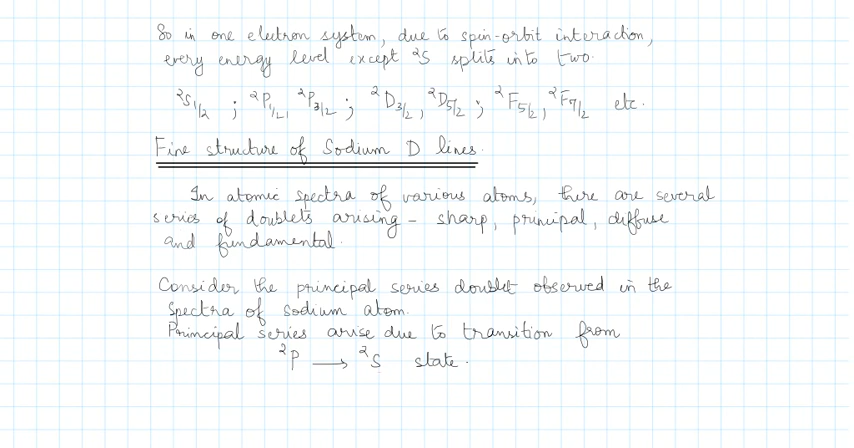 So in one electron system, due to spin-orbit interaction,
every energy level except ²S splits into two.
²S₁/₂ ; ²P₁/₂, ²P₃/₂ ; ²D₃/₂, ²D₅/₂ ; ²F₅/₂, ²F₇/₂ etc.
Fine structure of Sodium D lines.
In atomic spectra of various atoms, there are several
series of doublets arising - sharp, principal, diffuse
and fundamental.
Consider the principal series doublet observed in the
spectra of sodium atom.
Principal series arise due to transition from
²P ⟶ ²S state.